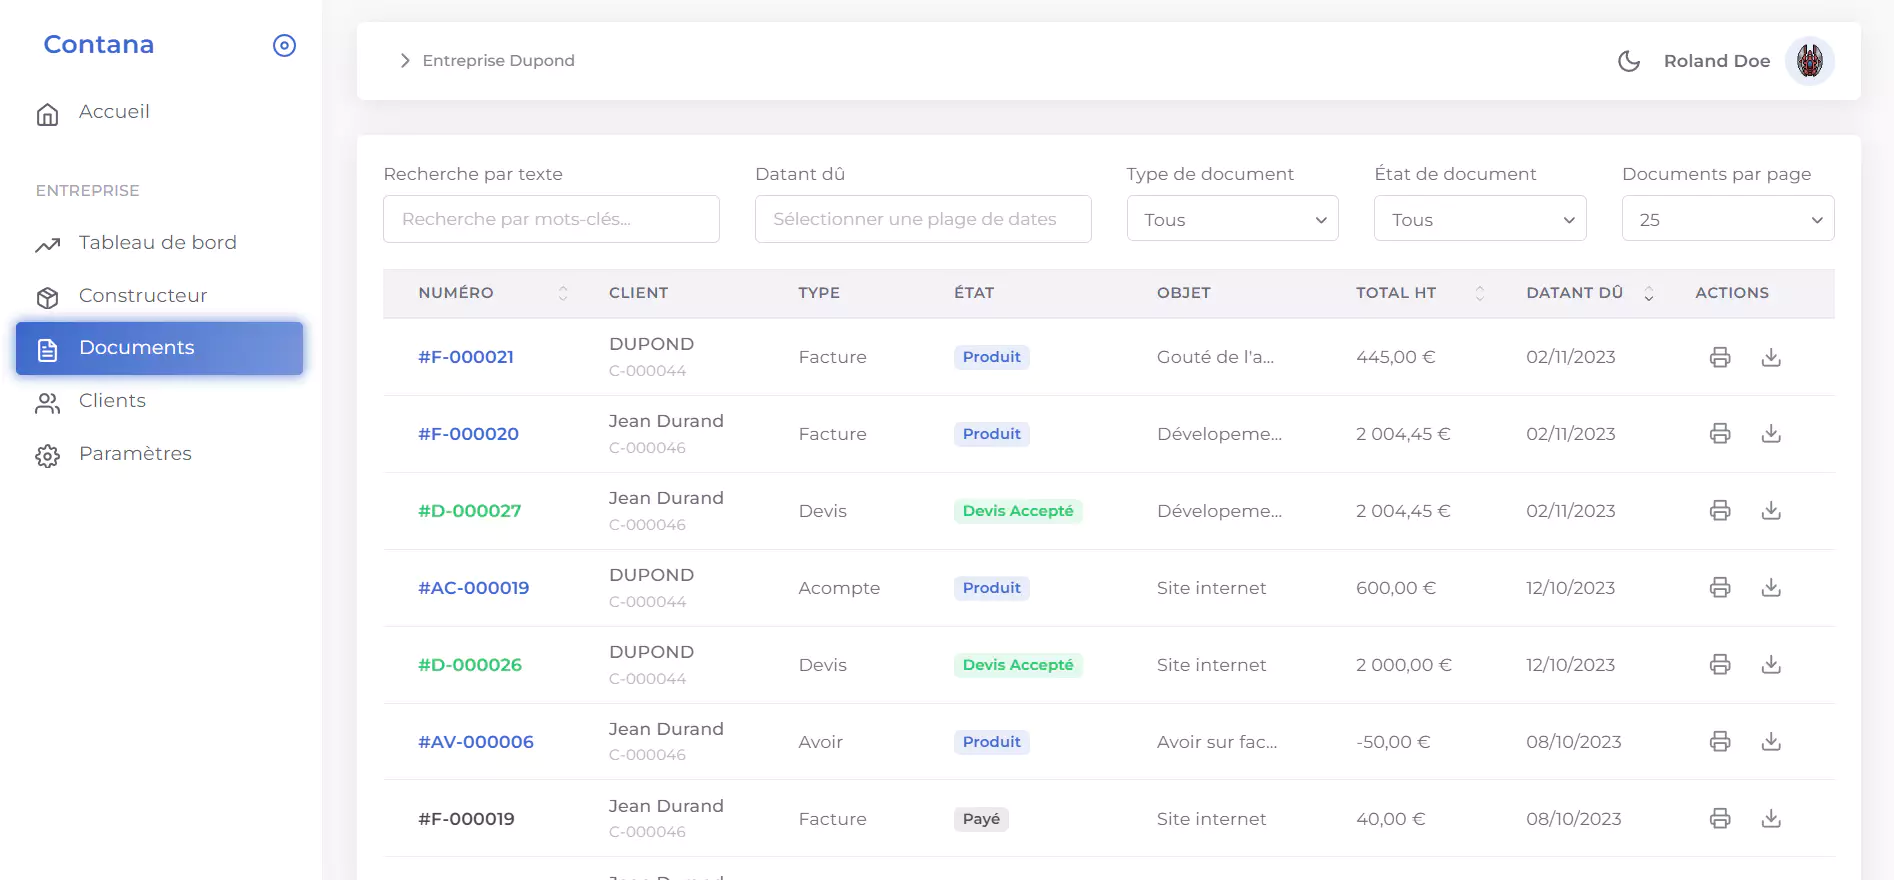 Contana
Accueil
ENTREPRISE
Tableau de bord
Constructeur
Documents
Clients
Paramètres
Entreprise Dupond
Roland Doe
Recherche par texte
Recherche par mots-clés...
Datant dû
Sélectionner une plage de dates
Type de document
Tous
État de document
Tous
Documents par page
25
NUMÉRO CLIENT TYPE ÉTAT OBJET TOTAL HT DATANT DÛ ACTIONS
#F-000021 DUPOND Facture Produit Gouté de l'a... 445,00 € 02/11/2023
C-000044
#F-000020 Jean Durand Facture Produit Dévelopeme... 2 004,45 € 02/11/2023
C-000046
#D-000027 Jean Durand Devis Devis Accepté Dévelopeme... 2 004,45 € 02/11/2023
C-000046
#AC-000019 DUPOND Acompte Produit Site internet 600,00 € 12/10/2023
C-000044
#D-000026 DUPOND Devis Devis Accepté Site internet 2 000,00 € 12/10/2023
C-000044
#AV-000006 Jean Durand Avoir Produit Avoir sur fac... -50,00 € 08/10/2023
C-000046
#F-000019 Jean Durand Facture Payé Site internet 40,00 € 08/10/2023
C-000046